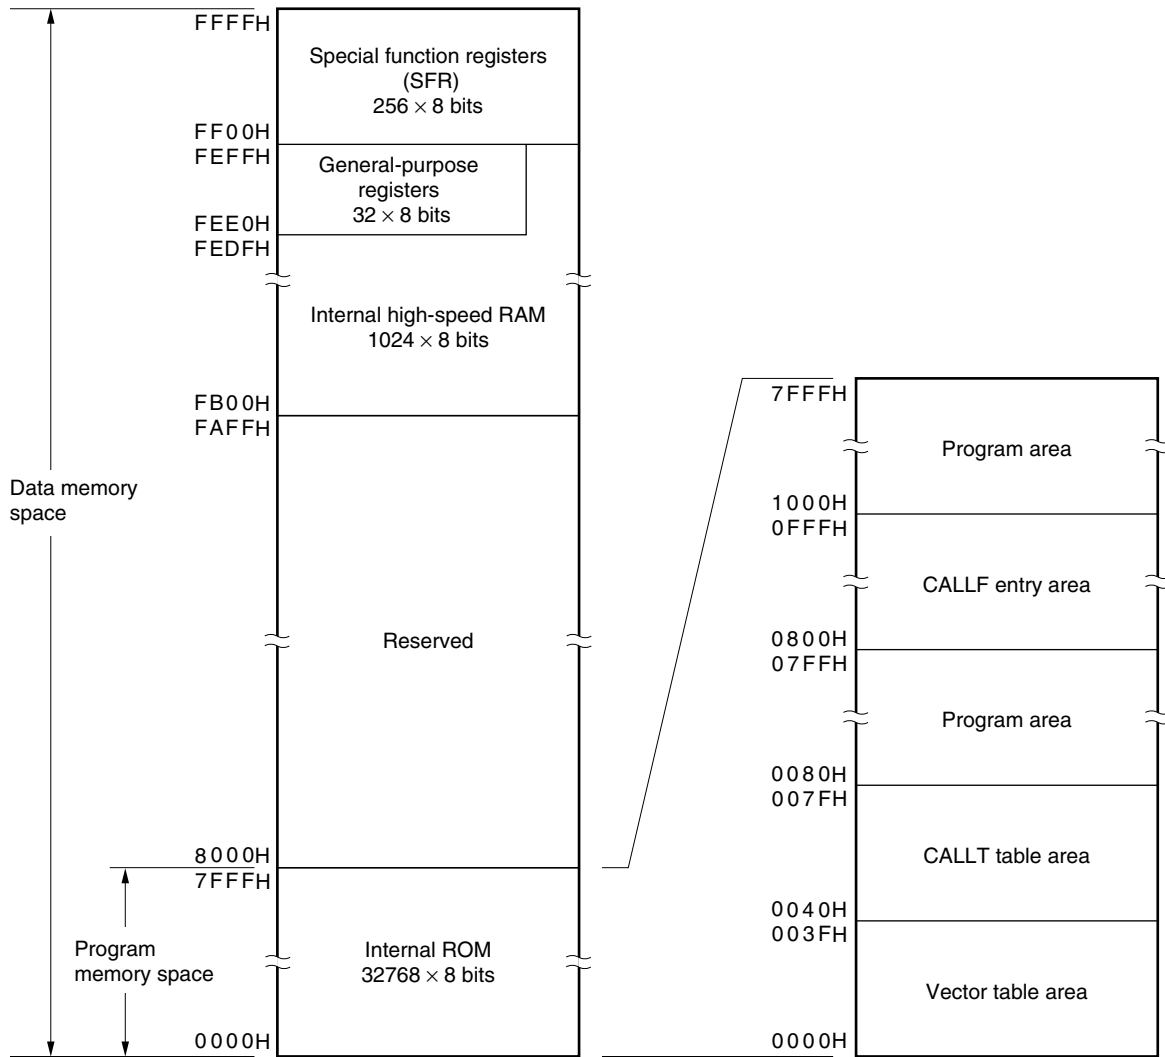 FFFFH
Special function registers
(SFR)
256 × 8 bits
FF00H
FEFFH
General-purpose
registers
32 × 8 bits
FEE0H
FEDFH
Internal high-speed RAM
1024 × 8 bits
FB00H
FAFFH
Data memory
space
Reserved
8000H
7FFFH
Program
memory space
Internal ROM
32768 × 8 bits
0000H
7FFFH
Program area
1000H
0FFFH
CALLF entry area
0800H
07FFH
Program area
0080H
007FH
CALLT table area
0040H
003FH
Vector table area
0000H